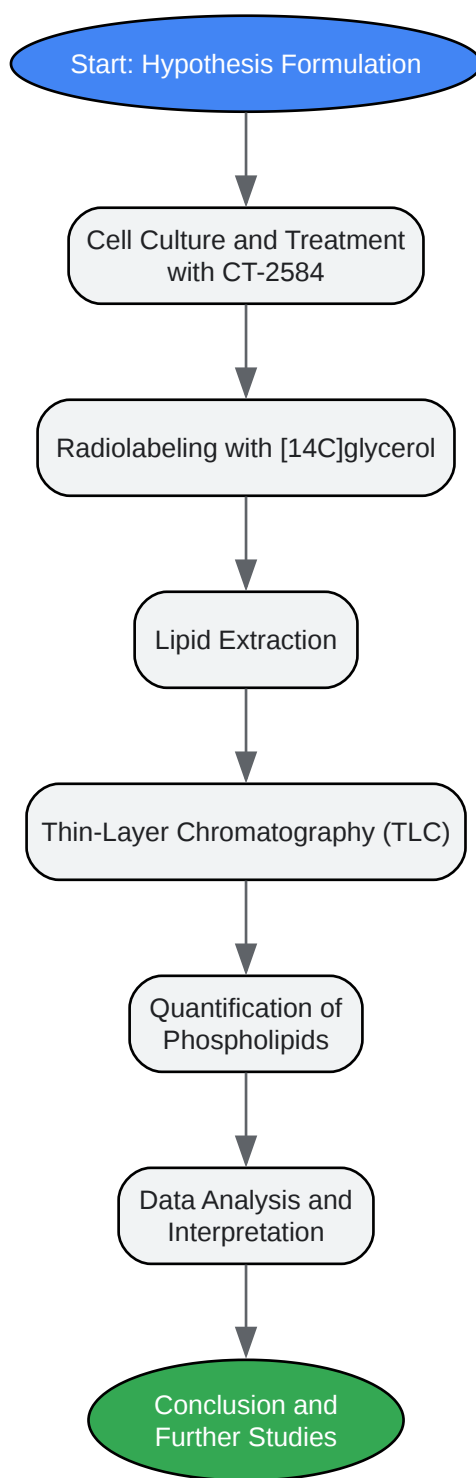 Start: Hypothesis Formulation
Cell Culture and Treatment
with CT-2584
Radiolabeling with [14C]glycerol
Lipid Extraction
Thin-Layer Chromatography (TLC)
Quantification of
Phospholipids
Data Analysis and
Interpretation
Conclusion and
Further Studies